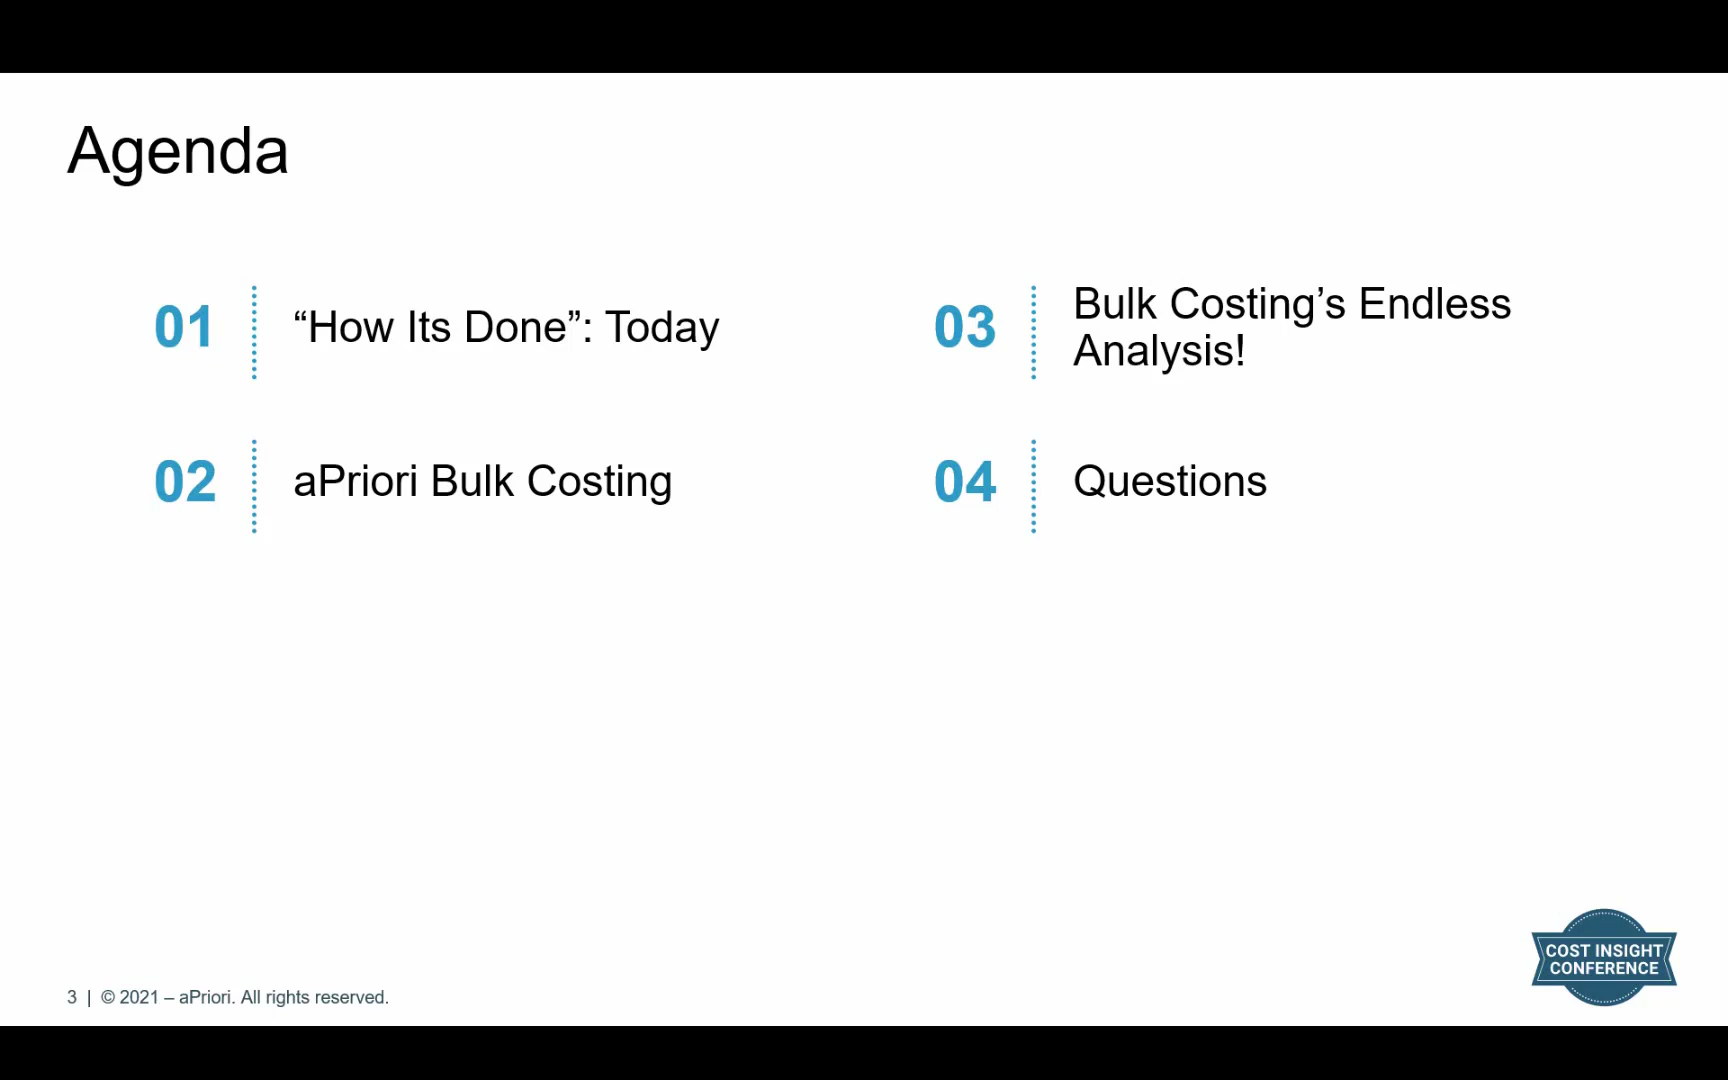 Agenda
01
“How Its Done”: Today
02
aPriori Bulk Costing
03
Bulk Costing’s Endless
Analysis!
04
Questions
3 | © 2021 – aPriori. All rights reserved.
COST INSIGHT
CONFERENCE